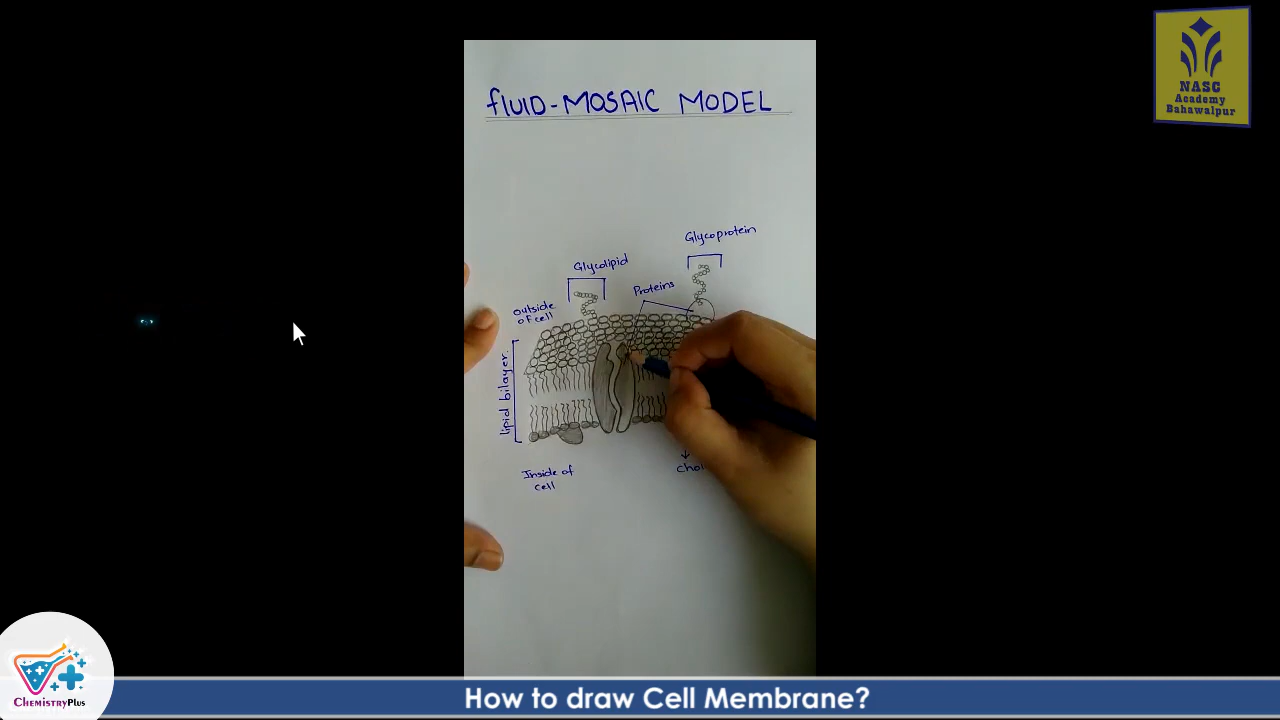 fluid-MOSAIC MODEL
Glycoprotein
Glycolipid
Proteins
outside
of cell
lipid bilayer
Inside of
cell
NASC
Academy
Bahawalpur
ChemistryPlus
How to draw Cell Membrane?